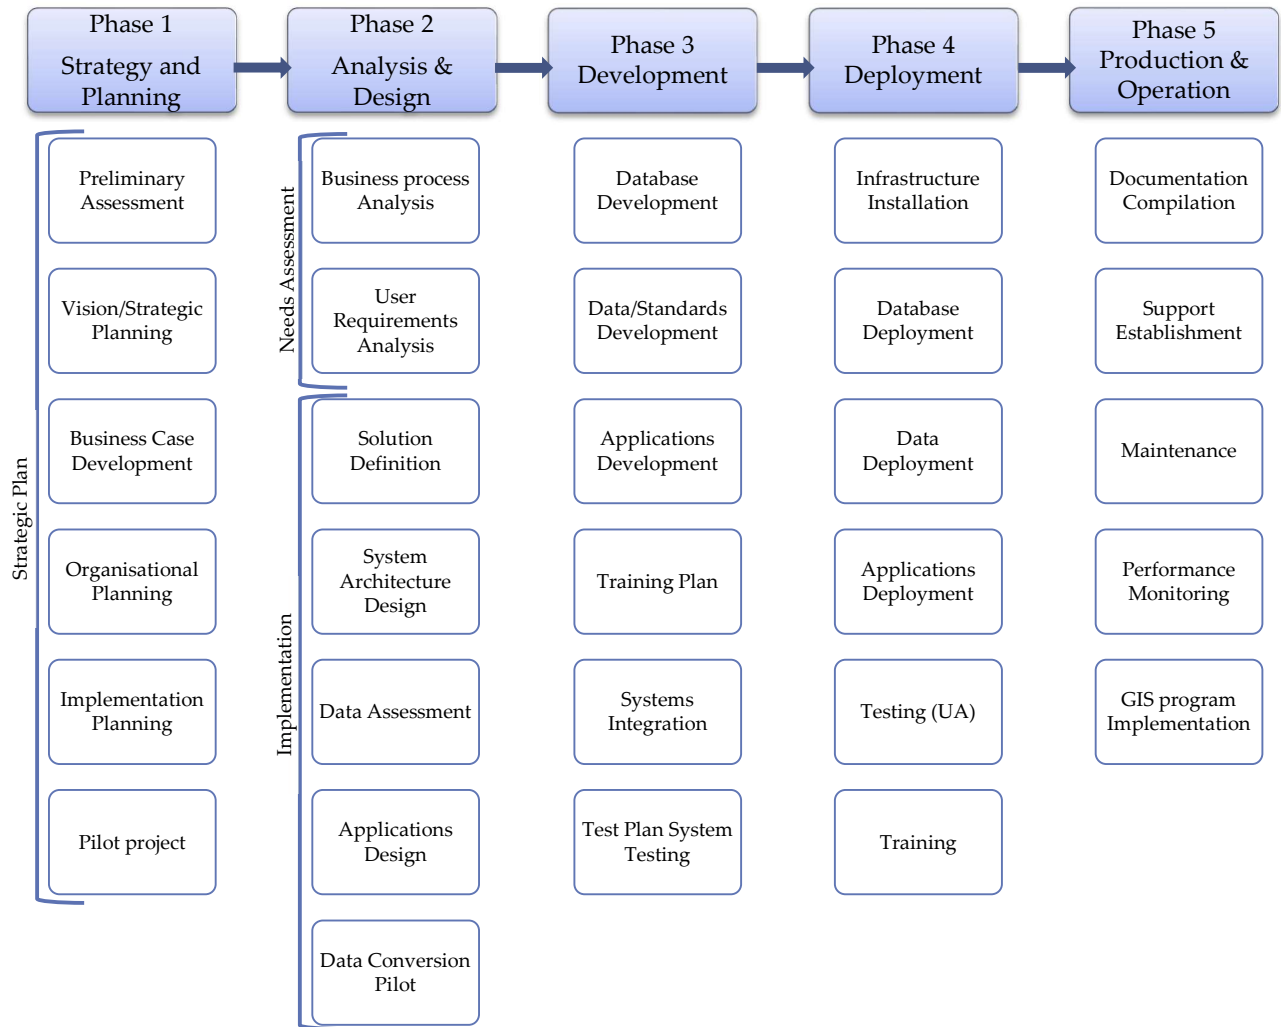 Phase 1
Strategy and
Planning
Phase 2
Analysis &
Design
Phase 3
Development
Phase 4
Deployment
Phase 5
Production &
Operation
Strategic Plan
Preliminary
Assessment
Vision/Strategic
Planning
Business Case
Development
Organisational
Planning
Implementation
Planning
Pilot project
Needs Assessment
Business process
Analysis
User
Requirements
Analysis
Implementation
Solution
Definition
System
Architecture
Design
Data Assessment
Applications
Design
Data Conversion
Pilot
Database
Development
Data/Standards
Development
Applications
Development
Training Plan
Systems
Integration
Test Plan System
Testing
Infrastructure
Installation
Database
Deployment
Data
Deployment
Applications
Deployment
Testing (UA)
Training
Documentation
Compilation
Support
Establishment
Maintenance
Performance
Monitoring
GIS program
Implementation